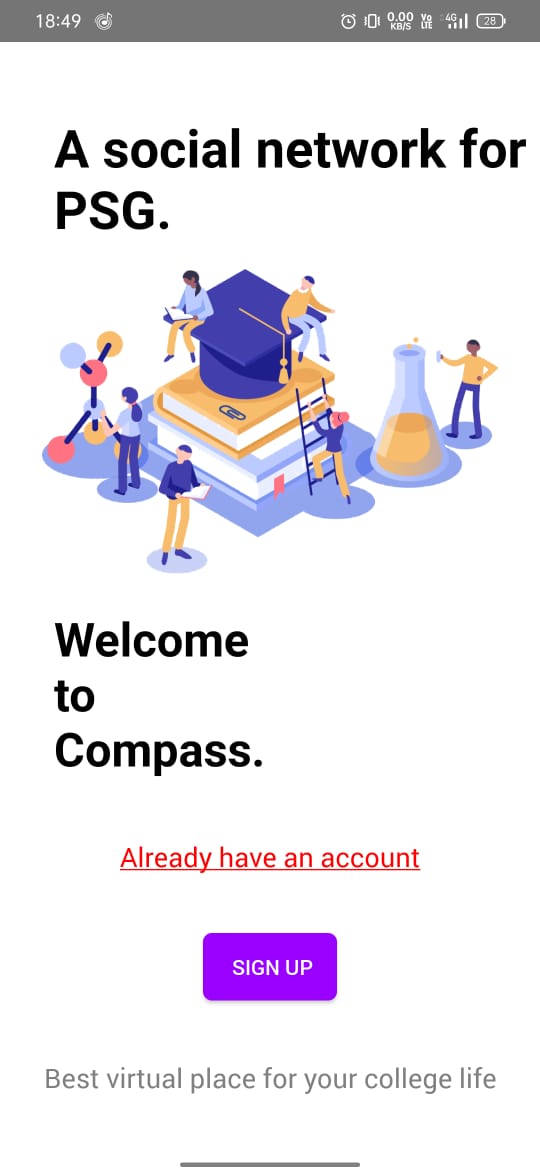 18:49 0.00 KB/S Vo LTE 4G 28
A social network for
PSG.
Welcome
to
Compass.
Already have an account
SIGN UP
Best virtual place for your college life